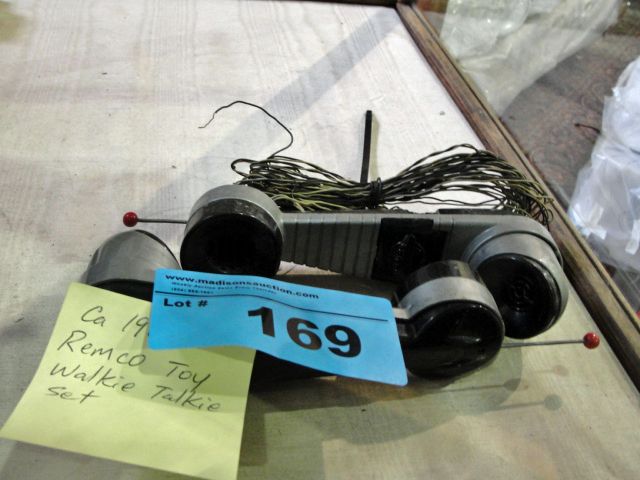 www.madisonsauction.com
Lot # 169
Ca 19
Remco Toy
Walkie Talkie
set